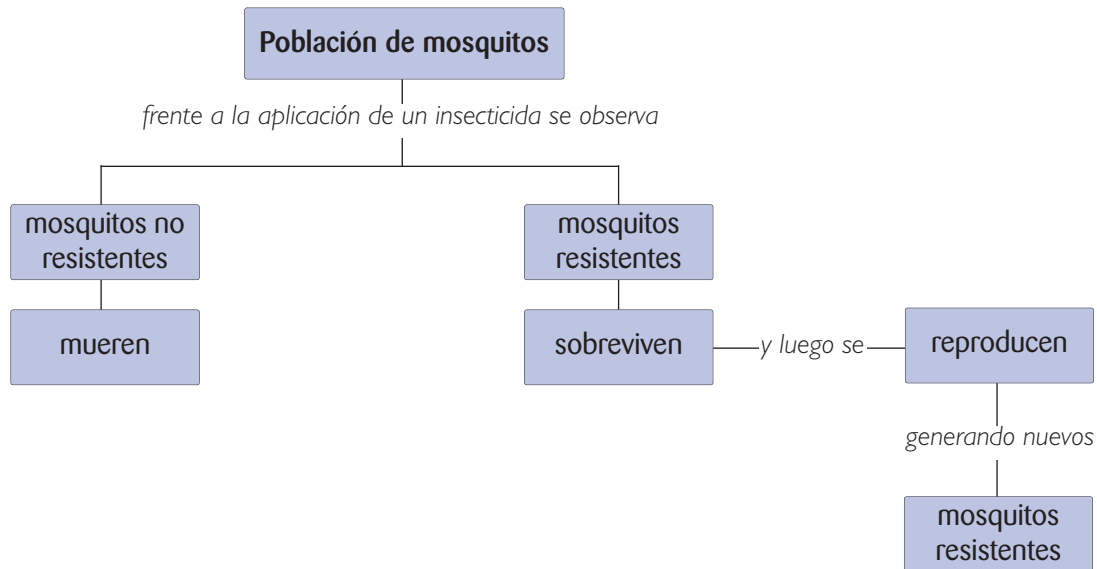 Población de mosquitos
frente a la aplicación de un insecticida se observa
mosquitos no
resistentes
mosquitos
resistentes
mueren
sobreviven
y luego se
reproducen
generando nuevos
mosquitos
resistentes